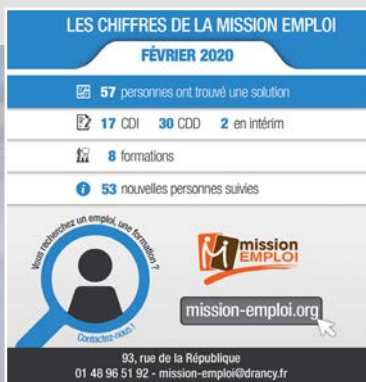 LES CHIFFRES DE LA MISSION EMPLOI
FÉVRIER 2020
57 personnes ont trouvé une solution
17 CDI 30 CDD 2 en intérim
8 formations
53 nouvelles personnes suivies
Vous recherchez un emploi, une formation ?
Contactez-nous !
mission
EMPLOI
mission-emploi.org
93, rue de la République
01 48 96 51 92 - mission-emploi@drancy.fr